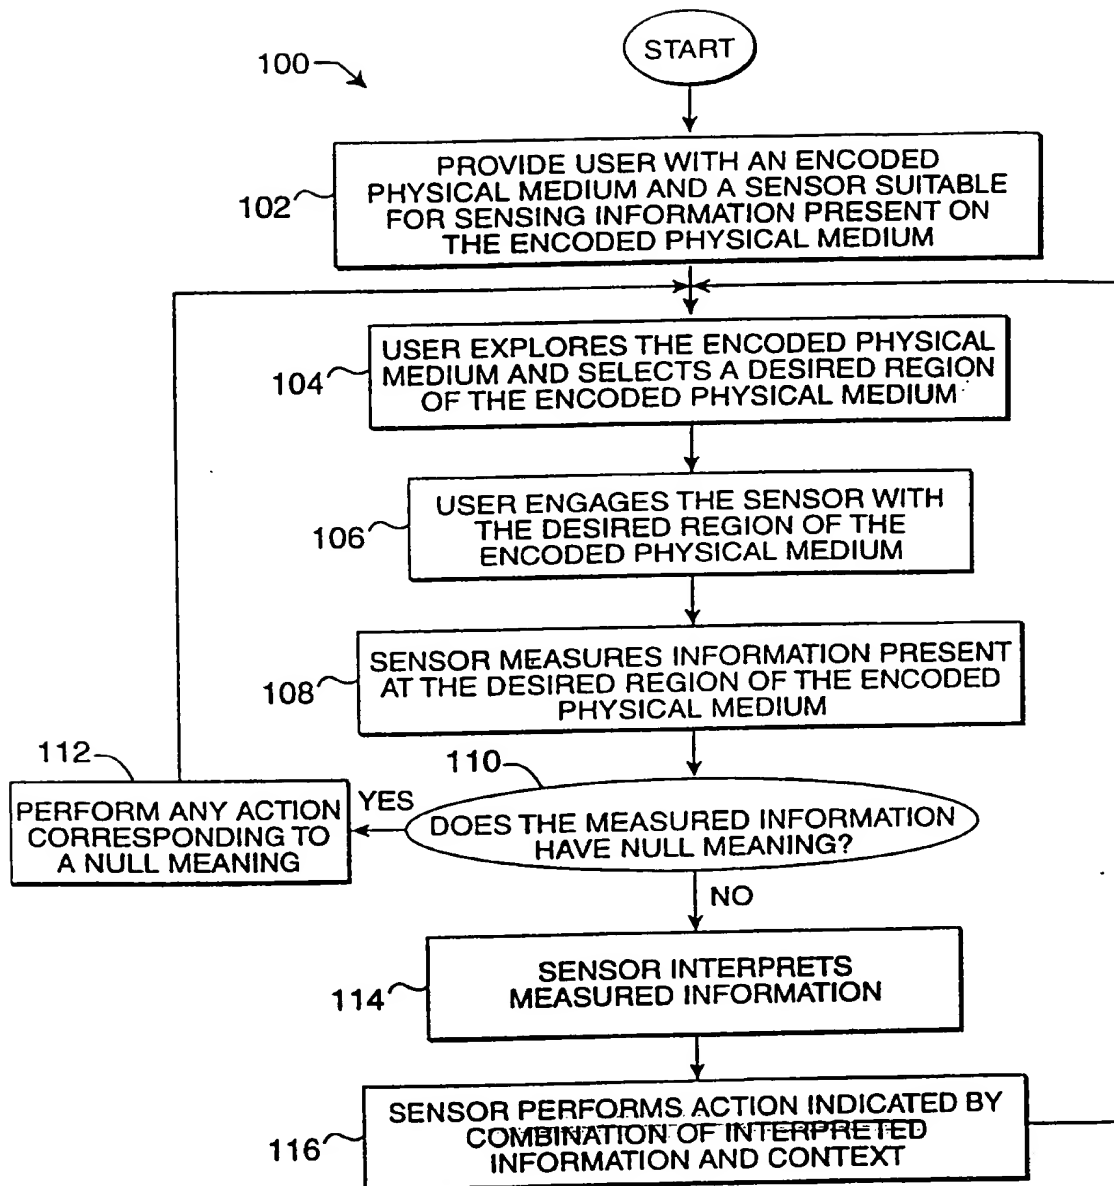 START
100
PROVIDE USER WITH AN ENCODED
PHYSICAL MEDIUM AND A SENSOR SUITABLE
FOR SENSING INFORMATION PRESENT ON
THE ENCODED PHYSICAL MEDIUM
102
USER EXPLORES THE ENCODED PHYSICAL
MEDIUM AND SELECTS A DESIRED REGION
OF THE ENCODED PHYSICAL MEDIUM
104
USER ENGAGES THE SENSOR WITH
THE DESIRED REGION OF THE
ENCODED PHYSICAL MEDIUM
106
SENSOR MEASURES INFORMATION PRESENT
AT THE DESIRED REGION OF THE ENCODED
PHYSICAL MEDIUM
108
110
DOES THE MEASURED INFORMATION
HAVE NULL MEANING?
YES
112
PERFORM ANY ACTION
CORRESPONDING TO
A NULL MEANING
NO
SENSOR INTERPRETS
MEASURED INFORMATION
114
SENSOR PERFORMS ACTION INDICATED BY
COMBINATION OF INTERPRETED
INFORMATION AND CONTEXT
116